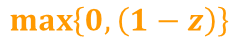 max{0, (1 − z)}